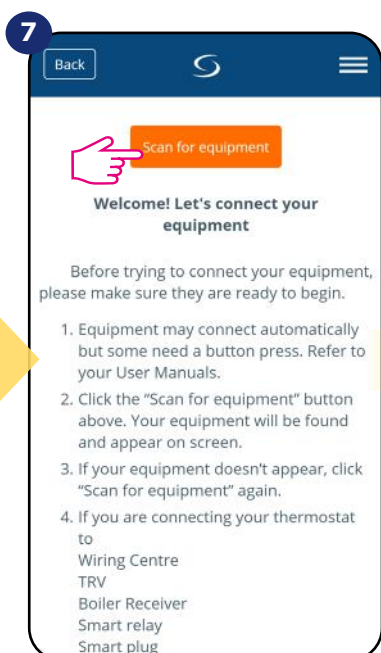 7
Back
Scan for equipment
Welcome! Let's connect your
equipment
Before trying to connect your equipment,
please make sure they are ready to begin.
1. Equipment may connect automatically
but some need a button press. Refer to
your User Manuals.
2. Click the “Scan for equipment” button
above. Your equipment will be found
and appear on screen.
3. If your equipment doesn't appear, click
“Scan for equipment” again.
4. If you are connecting your thermostat
to
Wiring Centre
TRV
Boiler Receiver
Smart relay
Smart plug